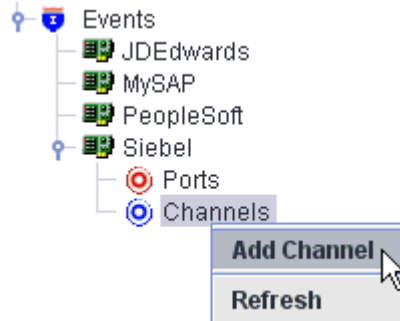 Events
JDEdwards
MySAP
PeopleSoft
Siebel
Ports
Channels
Add Channel
Refresh